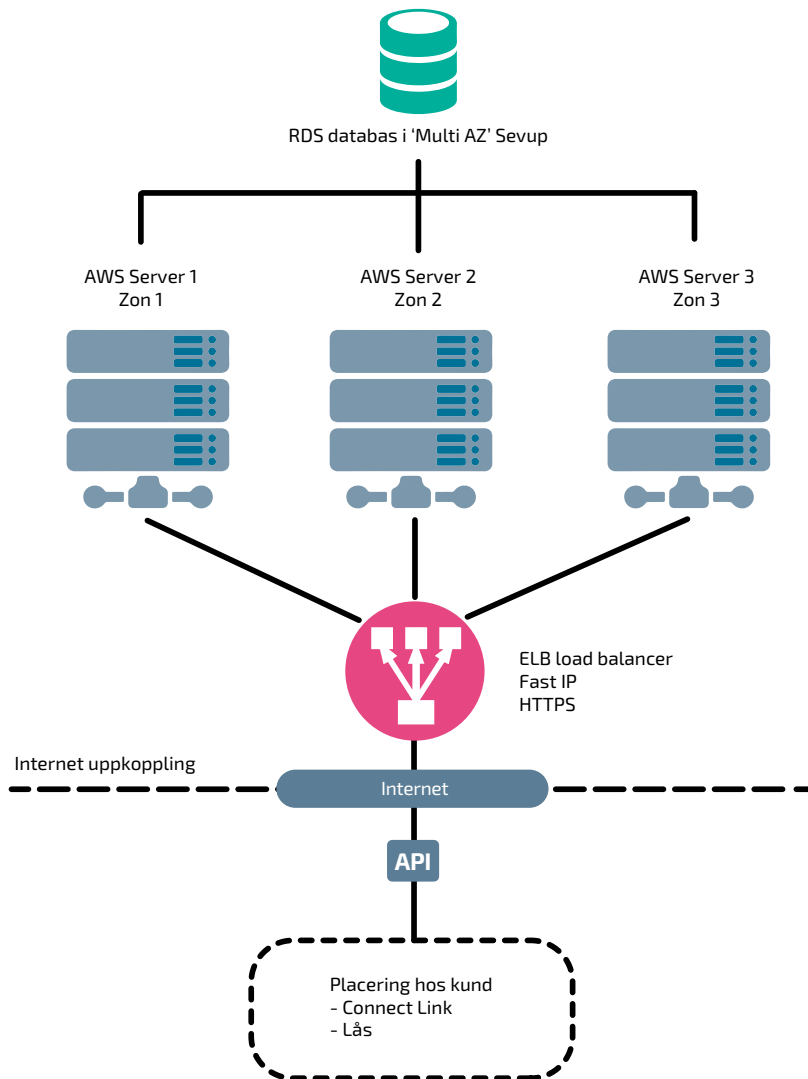 RDS databas i ‘Multi AZ’ Sevup
AWS Server 1
Zon 1
AWS Server 2
Zon 2
AWS Server 3
Zon 3
ELB load balancer
Fast IP
HTTPS
Internet uppkoppling
Internet
API
Placering hos kund
- Connect Link
- Lås